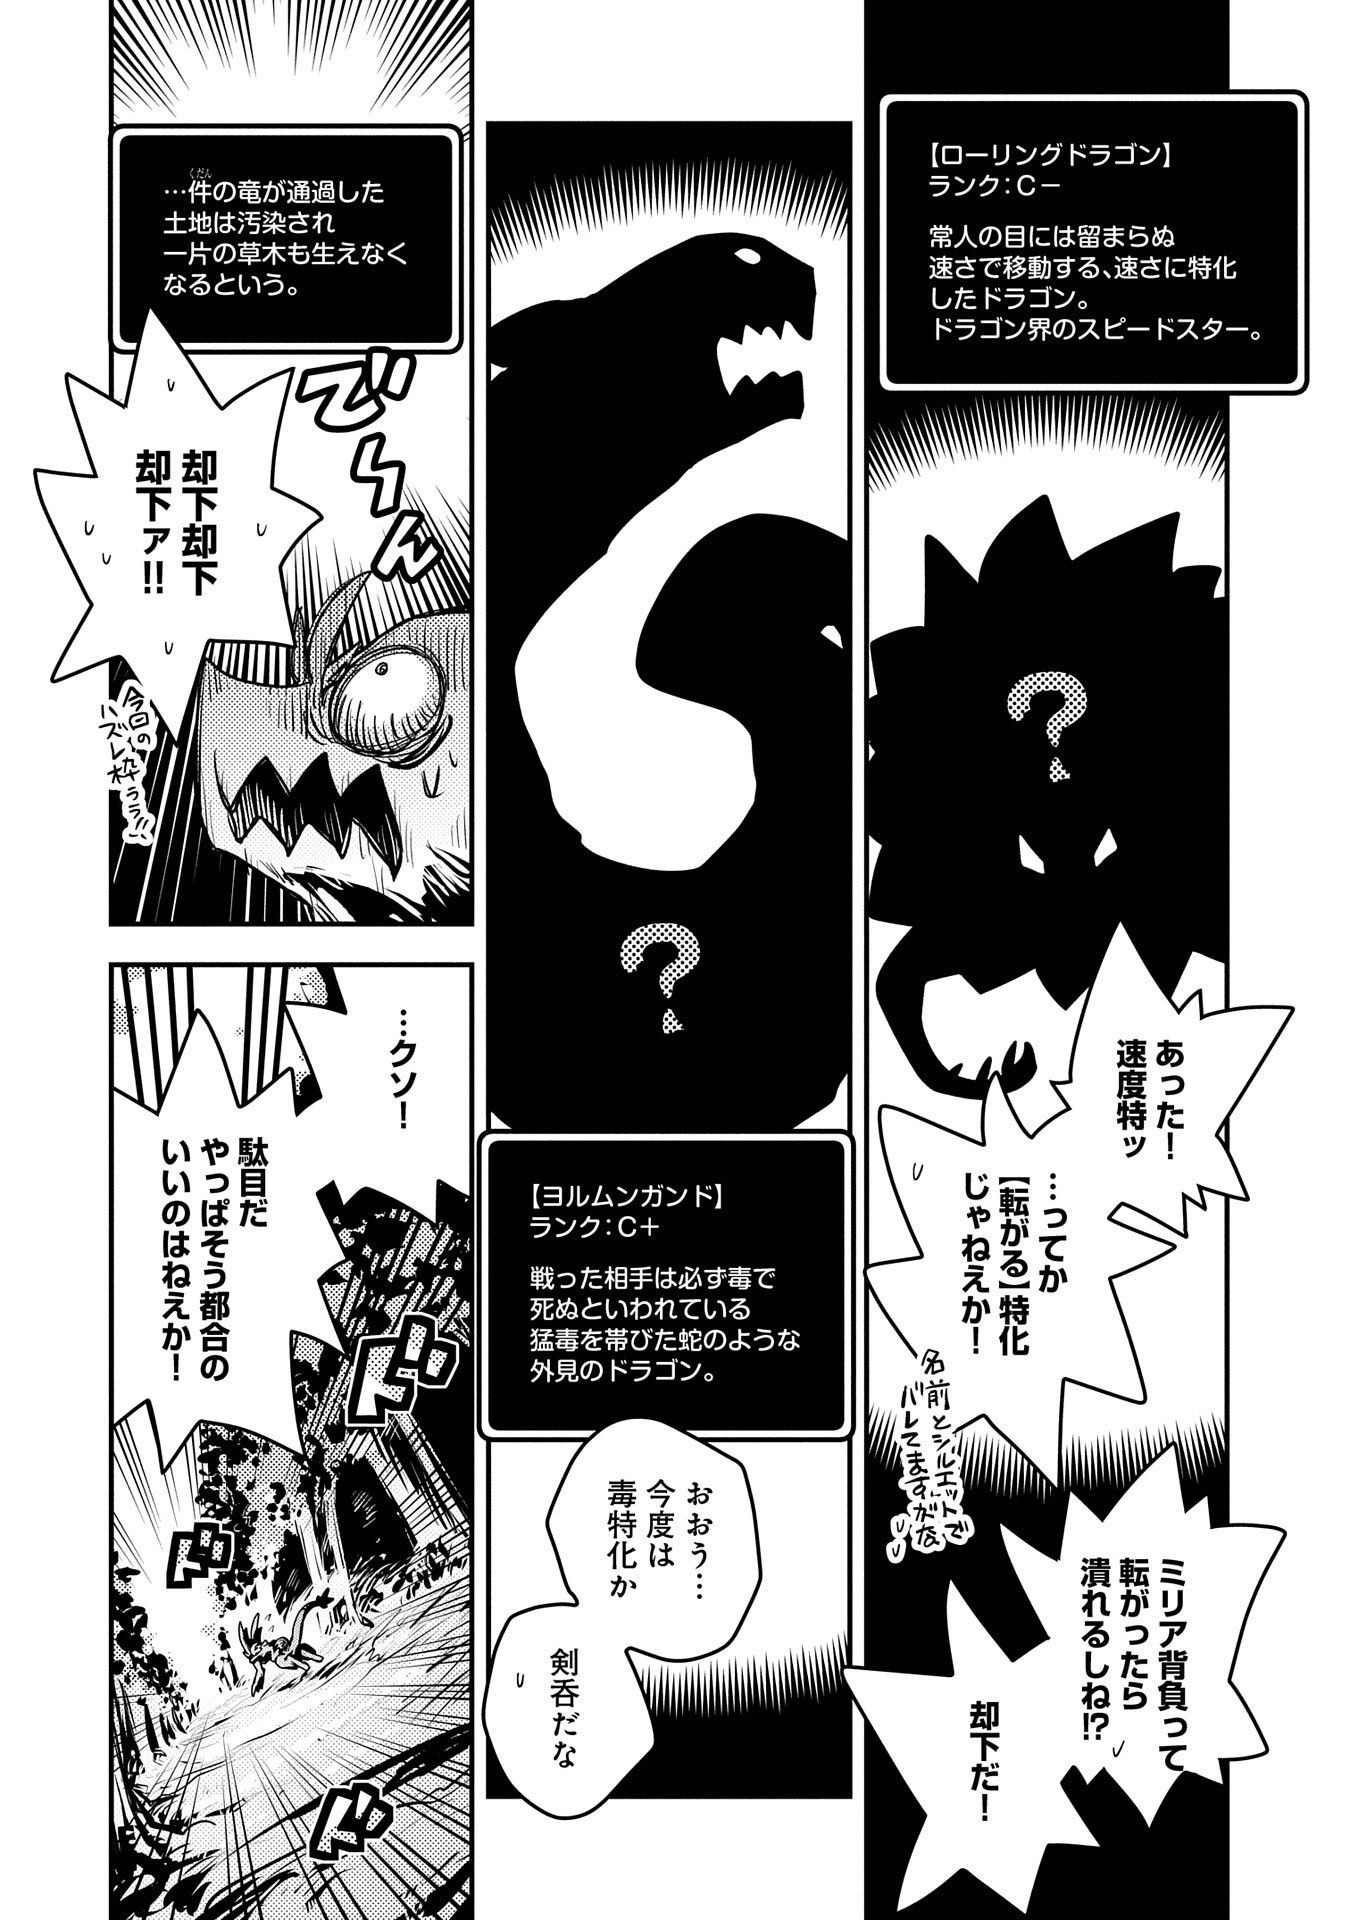 【ローリングドラゴン】
ランク：C－
常人の目には留まらぬ
速さで移動する、速さに特化
したドラゴン。
ドラゴン界のスピードスター。
あった！
速度特ッ
…ってか
【転がる】特化
じゃねえか！
名前とシルエットで
バレてますがな
ミリア背負って
転がったら
潰れるしね!?
却下だ！
【ヨルムンガンド】
ランク：C＋
戦った相手は必ず毒で
死ぬといわれている
猛毒を帯びた蛇のような
外見のドラゴン。
おおう…
今度は
毒特化か
剣呑だな
…件の竜が通過した
くだん
土地は汚染され
一片の草木も生えなく
なるという。
で〜ん
却下却下
却下ァ!!
今回の
ハズレ枠ぅぅ!!
…クソ！
駄目だ
やっぱそう都合の
いいのはねえか！
ドド
ドド
ドド